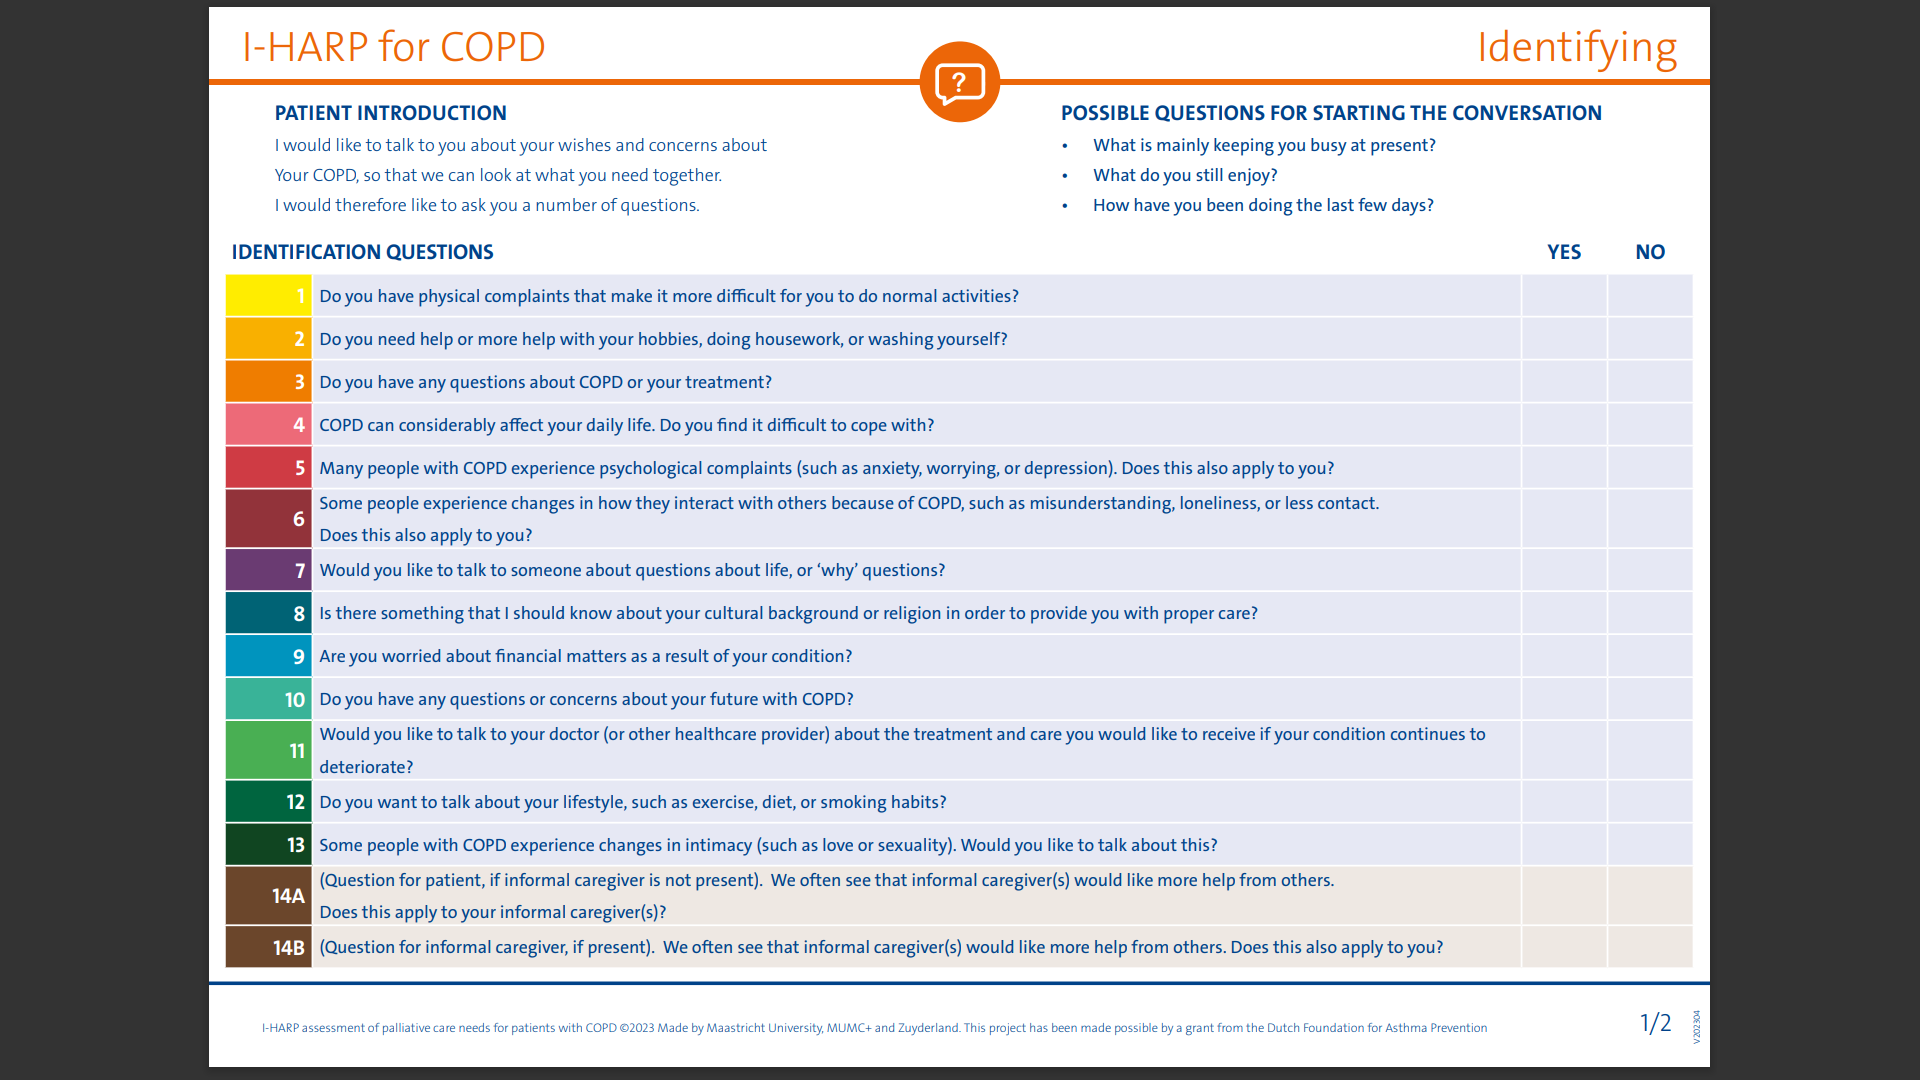 I-HARP for COPD
Identifying
?
PATIENT INTRODUCTION
I would like to talk to you about your wishes and concerns about
Your COPD, so that we can look at what you need together.
I would therefore like to ask you a number of questions.
POSSIBLE QUESTIONS FOR STARTING THE CONVERSATION
• What is mainly keeping you busy at present?
• What do you still enjoy?
• How have you been doing the last few days?
IDENTIFICATION QUESTIONS YES NO
1 Do you have physical complaints that make it more difficult for you to do normal activities?
2 Do you need help or more help with your hobbies, doing housework, or washing yourself?
3 Do you have any questions about COPD or your treatment?
4 COPD can considerably affect your daily life. Do you find it difficult to cope with?
5 Many people with COPD experience psychological complaints (such as anxiety, worrying, or depression). Does this also apply to you?
6 Some people experience changes in how they interact with others because of COPD, such as misunderstanding, loneliness, or less contact.
Does this also apply to you?
7 Would you like to talk to someone about questions about life, or ‘why’ questions?
8 Is there something that I should know about your cultural background or religion in order to provide you with proper care?
9 Are you worried about financial matters as a result of your condition?
10 Do you have any questions or concerns about your future with COPD?
11 Would you like to talk to your doctor (or other healthcare provider) about the treatment and care you would like to receive if your condition continues to
deteriorate?
12 Do you want to talk about your lifestyle, such as exercise, diet, or smoking habits?
13 Some people with COPD experience changes in intimacy (such as love or sexuality). Would you like to talk about this?
14A (Question for patient, if informal caregiver is not present). We often see that informal caregiver(s) would like more help from others.
Does this apply to your informal caregiver(s)?
14B (Question for informal caregiver, if present). We often see that informal caregiver(s) would like more help from others. Does this also apply to you?
I-HARP assessment of palliative care needs for patients with COPD ©2023 Made by Maastricht University, MUMC+ and Zuyderland. This project has been made possible by a grant from the Dutch Foundation for Asthma Prevention
1/2
V202304